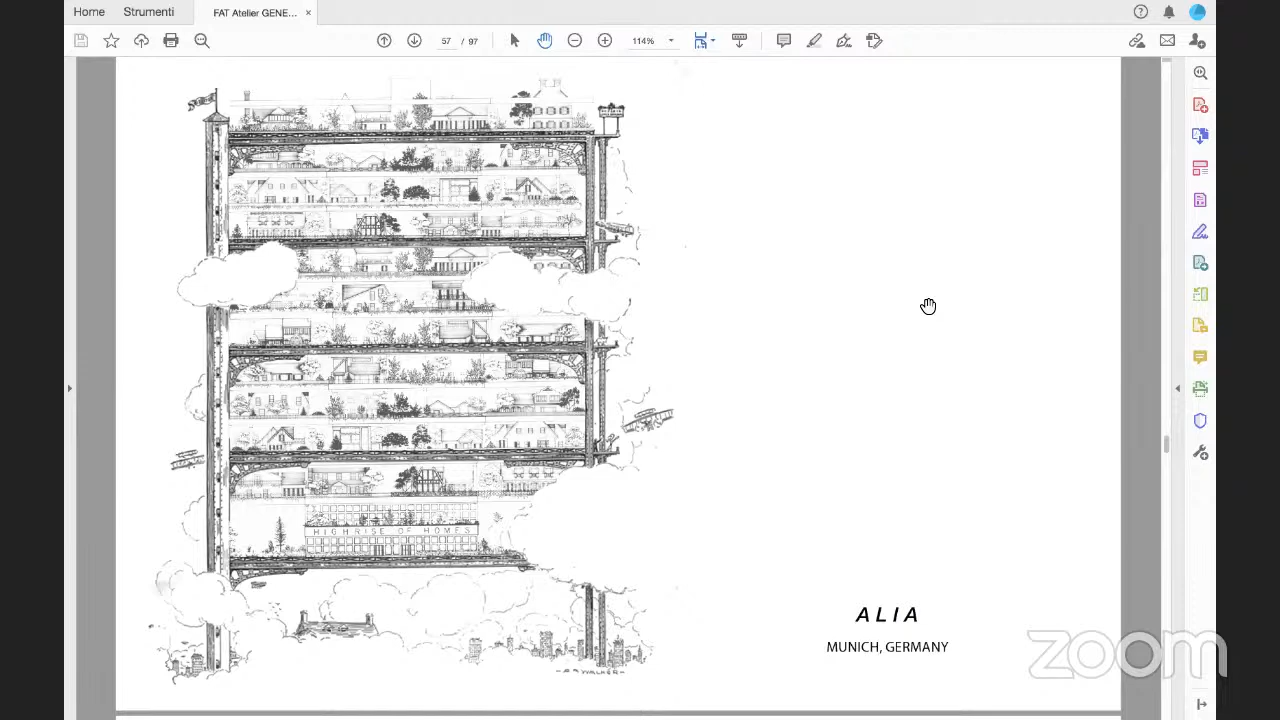 Home Strumenti FAT Atelier GENE... ×
57 / 97 114%
HIGHRISE OF HOMES
ALIA
MUNICH, GERMANY
zoom